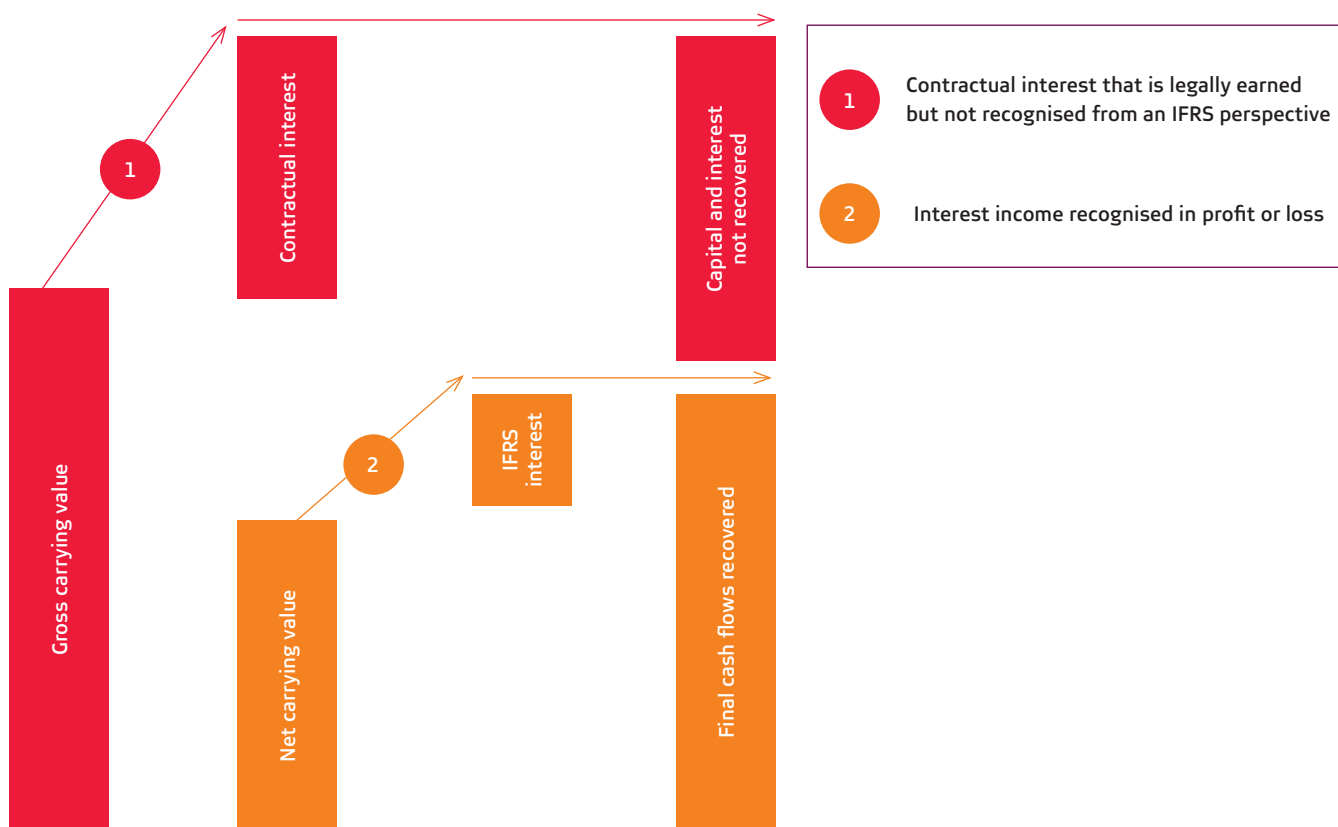 Gross carrying value
1
Contractual interest
Net carrying value
2
IFRS
interest
Capital and interest
not recovered
Final cash flows recovered
1
Contractual interest that is legally earned
but not recognised from an IFRS perspective
2
Interest income recognised in profit or loss